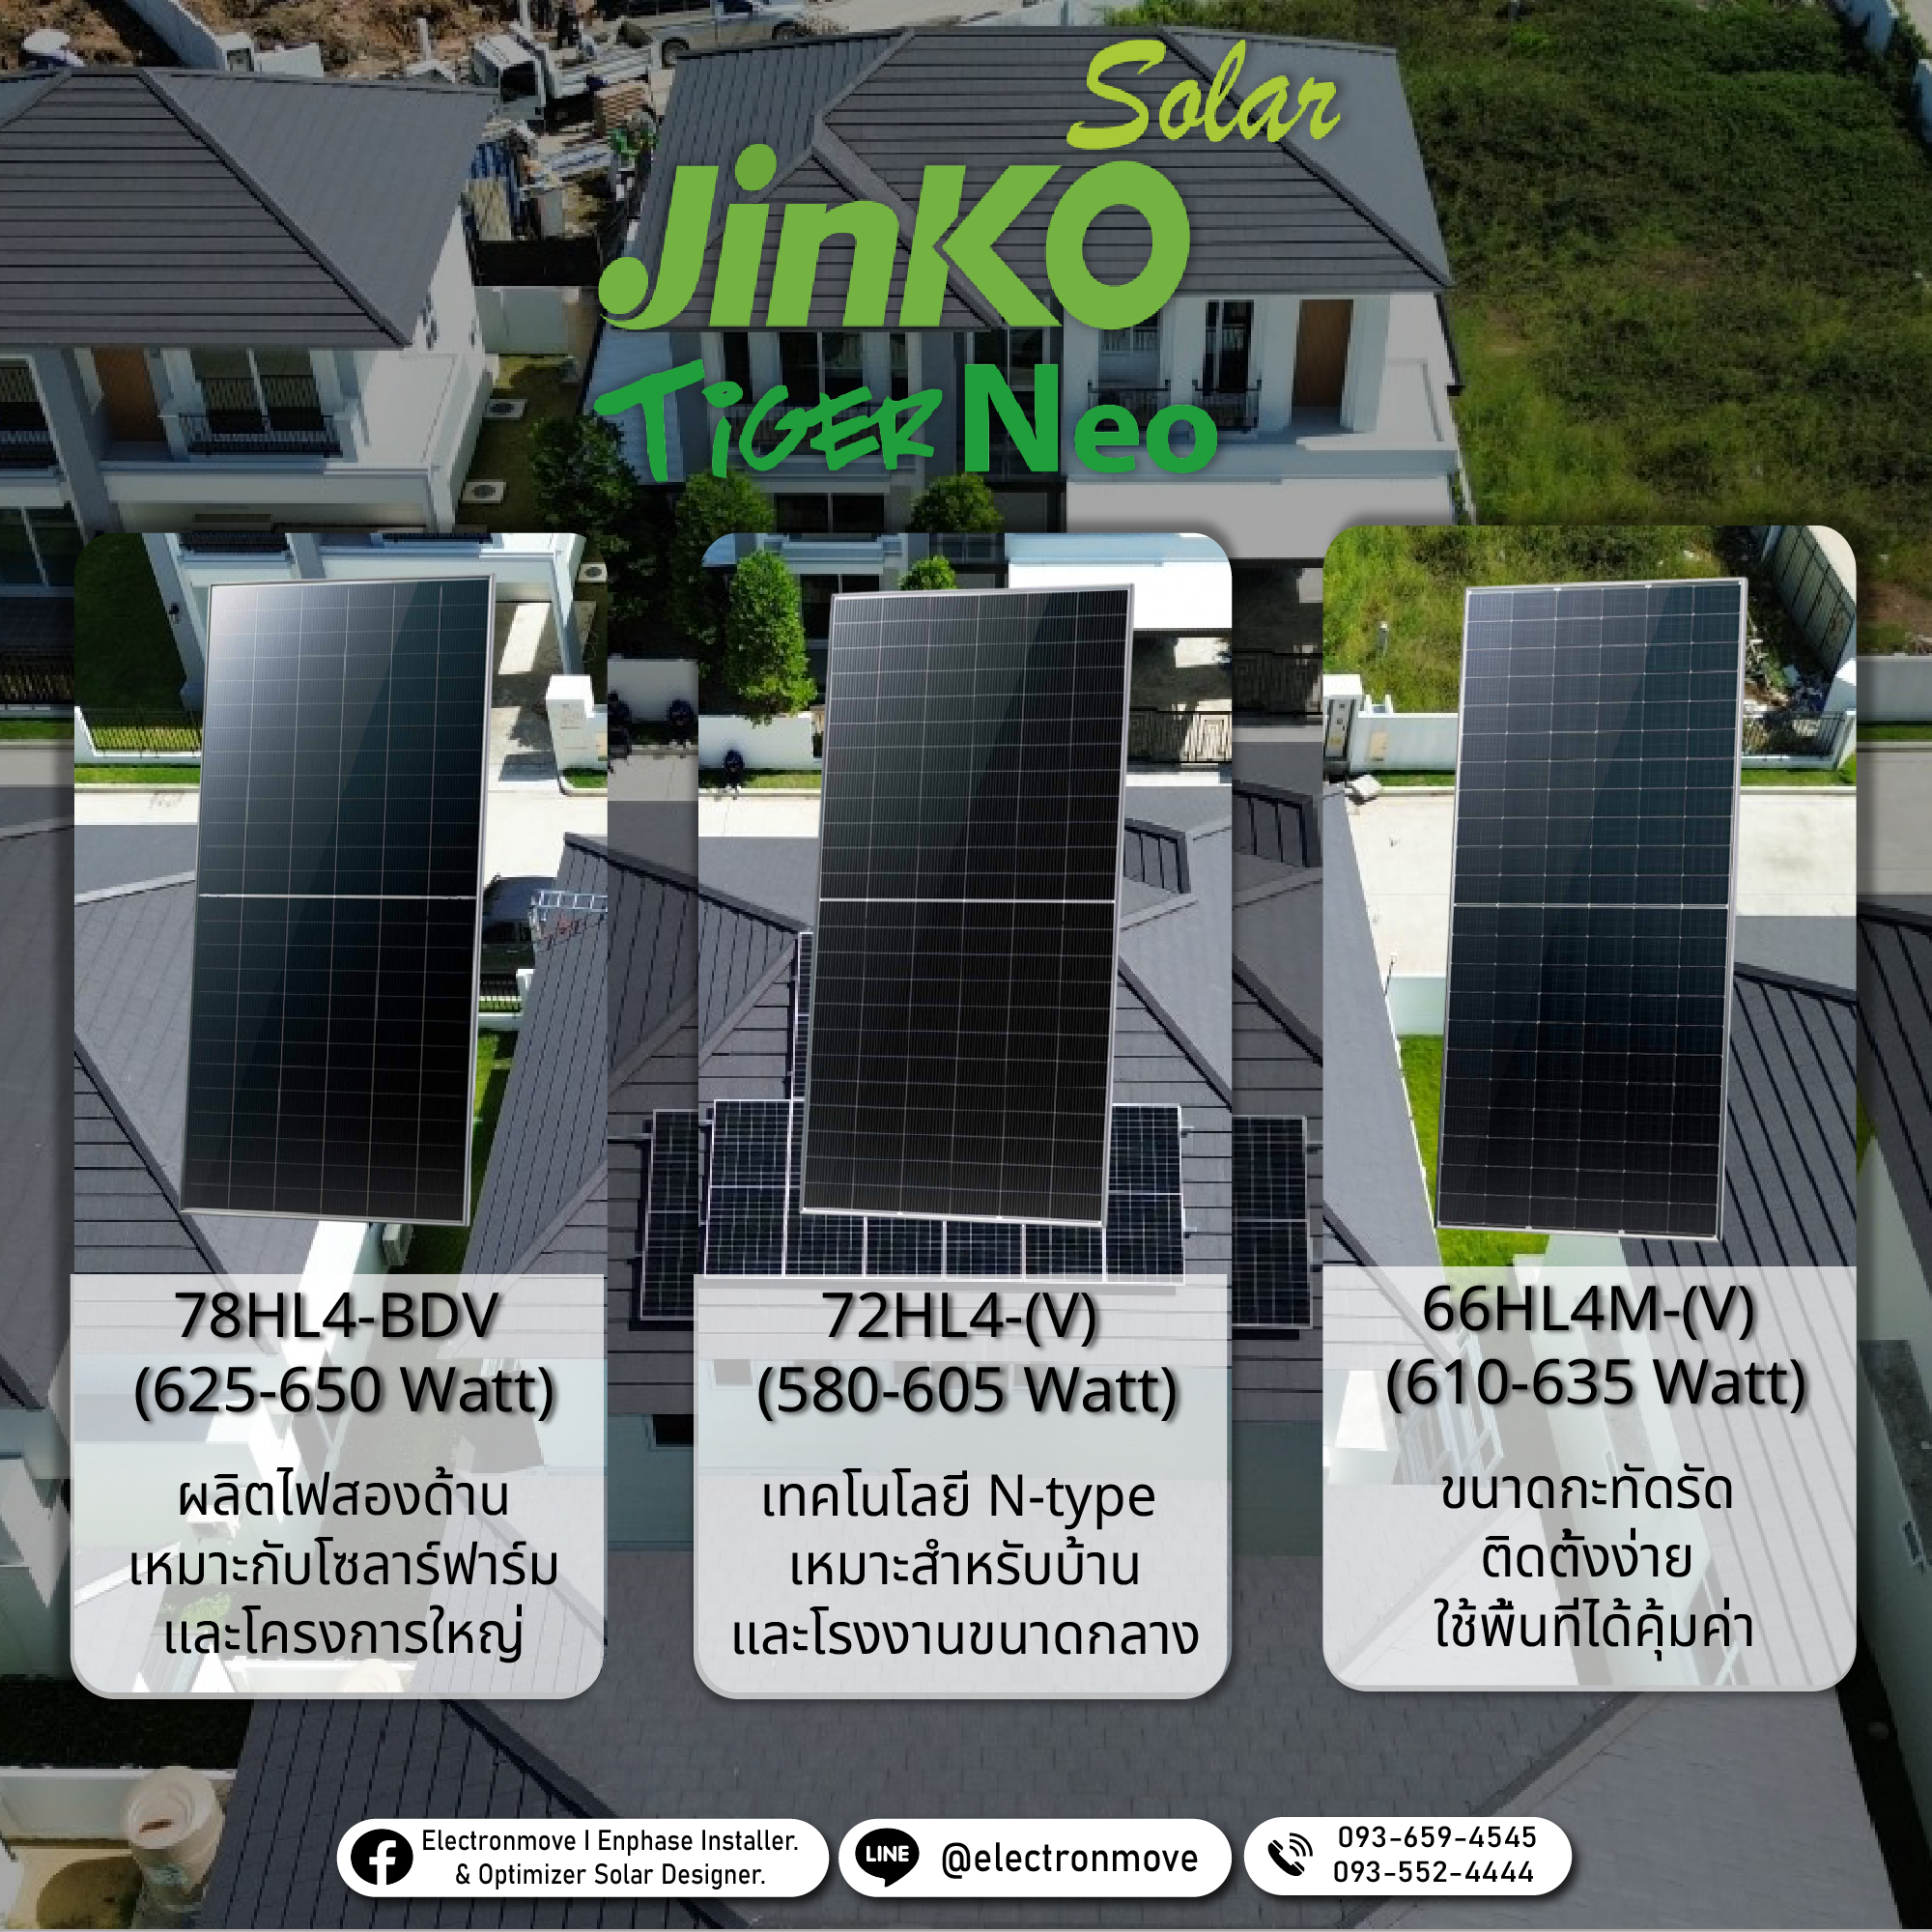 Solar
JinKO
TiGER Neo
78HL4-BDV
(625-650 Watt)
ผลิตไฟสองด้าน
เหมาะกับโซลาร์ฟาร์ม
และโครงการใหญ่
72HL4-(V)
(580-605 Watt)
เทคโนโลยี N-type
เหมาะสำหรับบ้าน
และโรงงานขนาดกลาง
66HL4M-(V)
(610-635 Watt)
ขนาดกะทัดรัด
ติดตั้งง่าย
ใช้พื้นที่ได้คุ้มค่า
Electronmove I Enphase Installer.
& Optimizer Solar Designer.
LINE
@electronmove
093-659-4545
093-552-4444